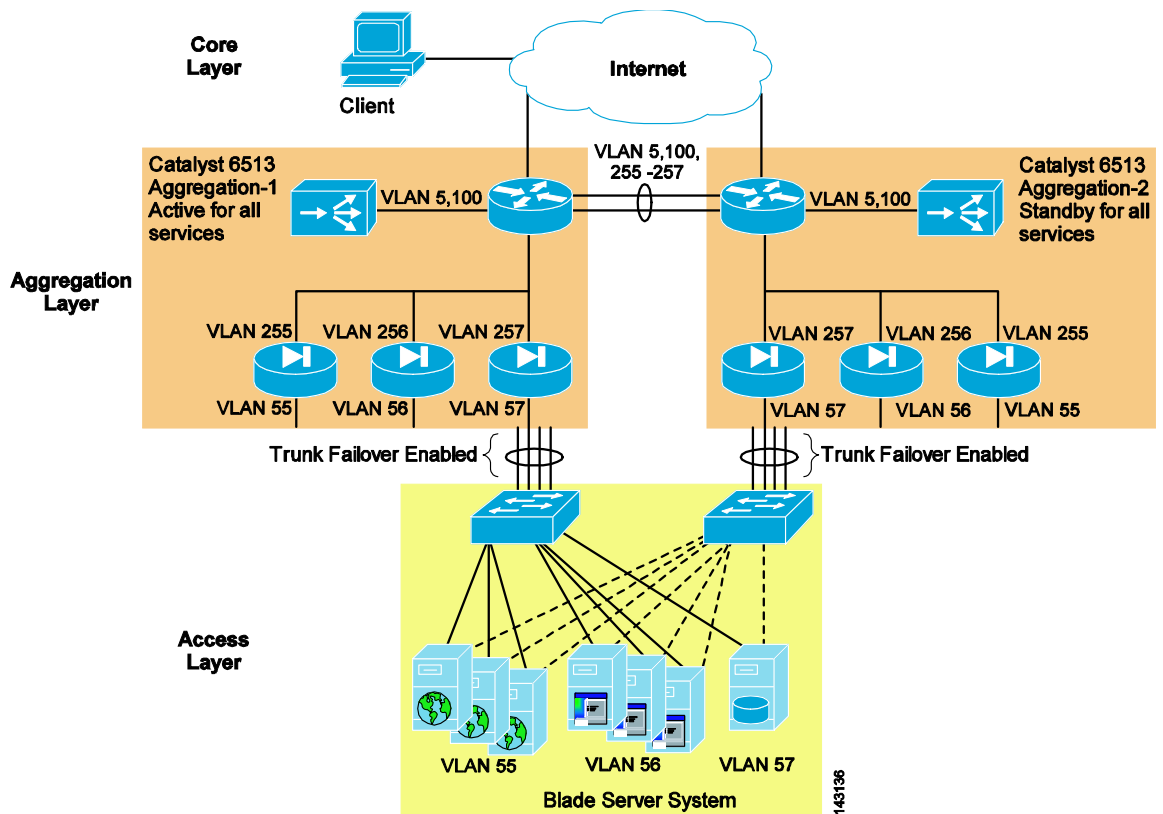 Core
Layer
Client
Internet
Catalyst 6513
Aggregation-1
Active for all
services
VLAN 5,100
VLAN 5,100,
255 -257
VLAN 5,100
Catalyst 6513
Aggregation-2
Standby for all
services
Aggregation
Layer
VLAN 255
VLAN 256
VLAN 257
VLAN 257
VLAN 256
VLAN 255
VLAN 55
VLAN 56
VLAN 57
VLAN 57
VLAN 56
VLAN 55
Trunk Failover Enabled
Trunk Failover Enabled
Access
Layer
VLAN 55
VLAN 56
VLAN 57
Blade Server System
143136